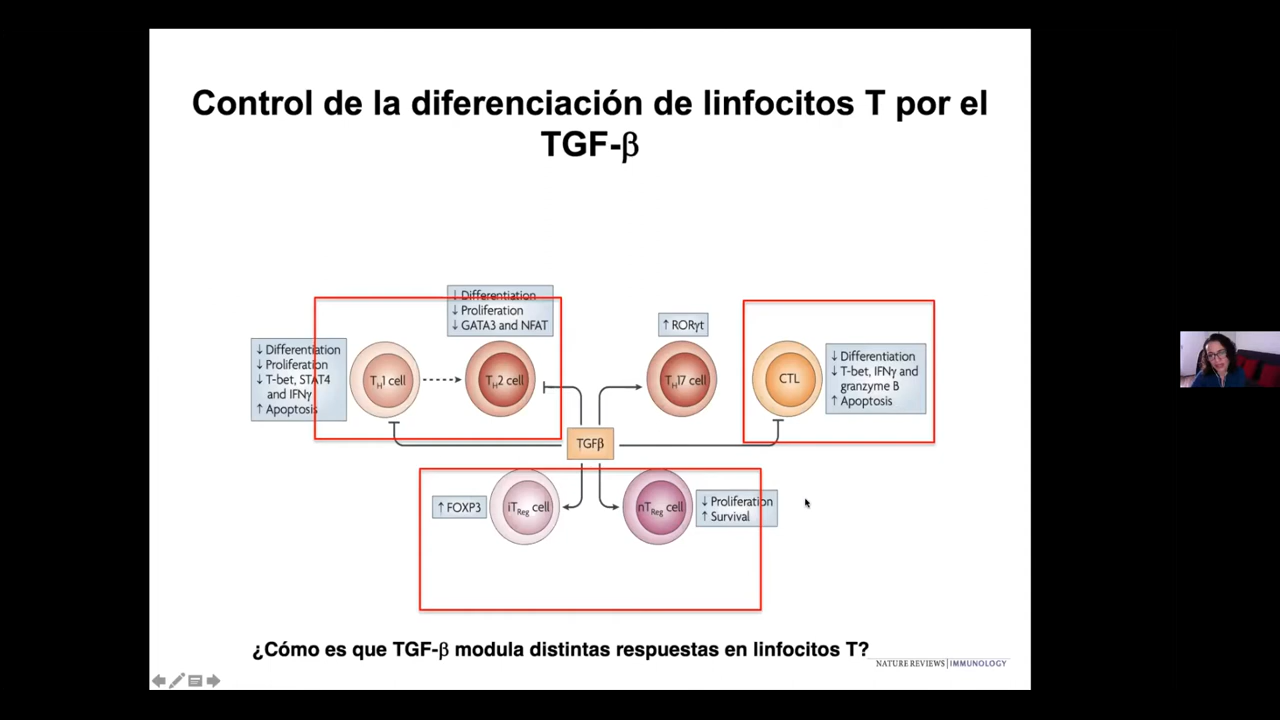 Control de la diferenciación de linfocitos T por el
TGF-β
↓ Differentiation
↓ Proliferation
↓ GATA3 and NFAT
↓ Differentiation
↓ Proliferation
↓ T-bet, STAT4
and IFNγ
↑ Apoptosis
TH1 cell
TH2 cell
↑ RORγt
TH17 cell
CTL
↓ Differentiation
↓ T-bet, IFNγ and
granzyme B
↑ Apoptosis
TGFβ
↑ FOXP3
iTReg cell
nTReg cell
↓ Proliferation
↑ Survival
¿Cómo es que TGF-β modula distintas respuestas en linfocitos T?
NATURE REVIEWS | IMMUNOLOGY